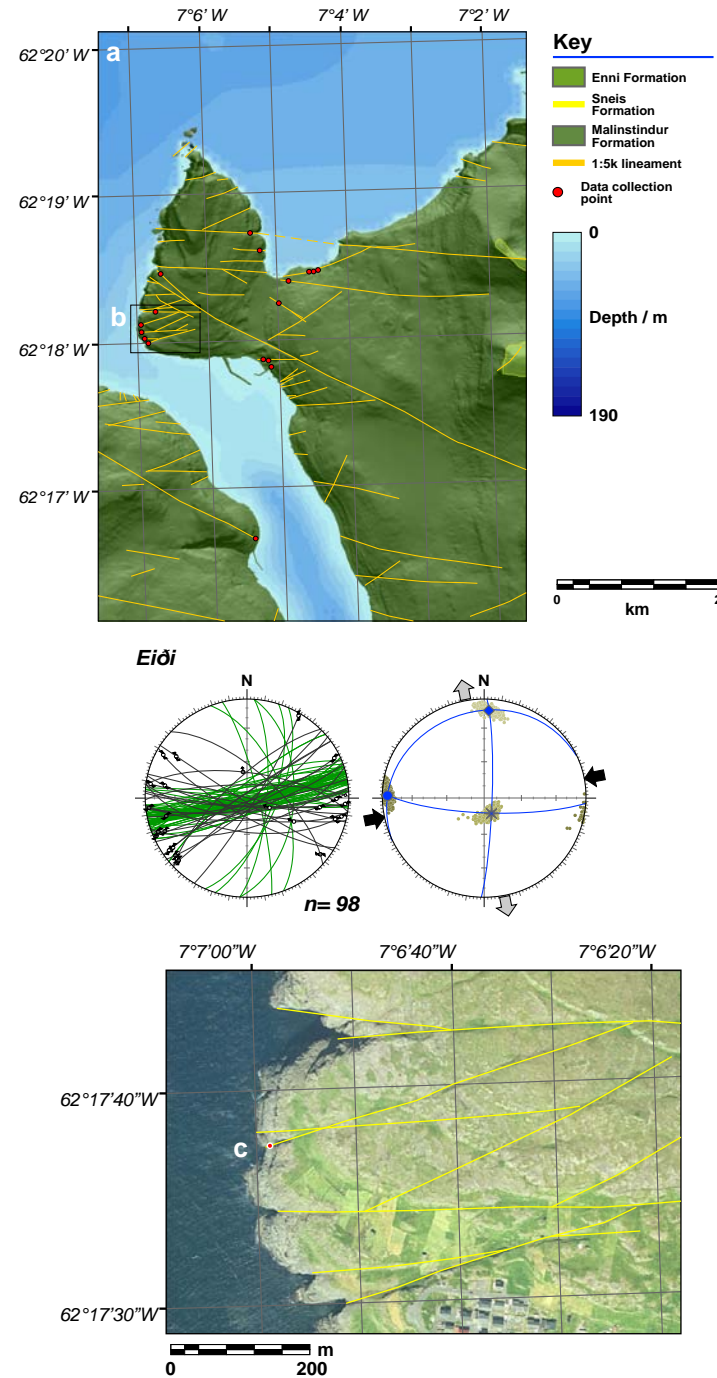 7°6’ W
7°4’ W
7°2’ W
62°20’ W
a
Key
Enni Formation
Sneis
Formation
Malinstindur
Formation
1:5k lineament
Data collection
point
62°19’ W
0
Depth / m
190
b
62°18’ W
62°17’ W
0
2
km
Eiði
N
N
n= 98
7°7’00”W
7°6’40”W
7°6’20”W
62°17’40”W
c
62°17’30”W
m
0
200